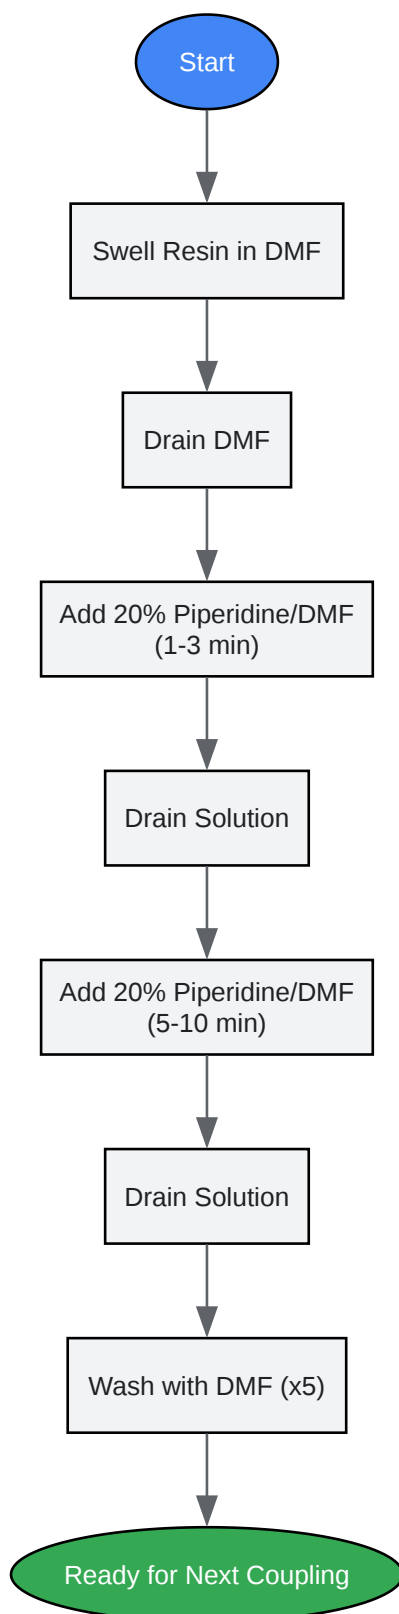 Start
Swell Resin in DMF
Drain DMF
Add 20% Piperidine/DMF
(1-3 min)
Drain Solution
Add 20% Piperidine/DMF
(5-10 min)
Drain Solution
Wash with DMF (x5)
Ready for Next Coupling